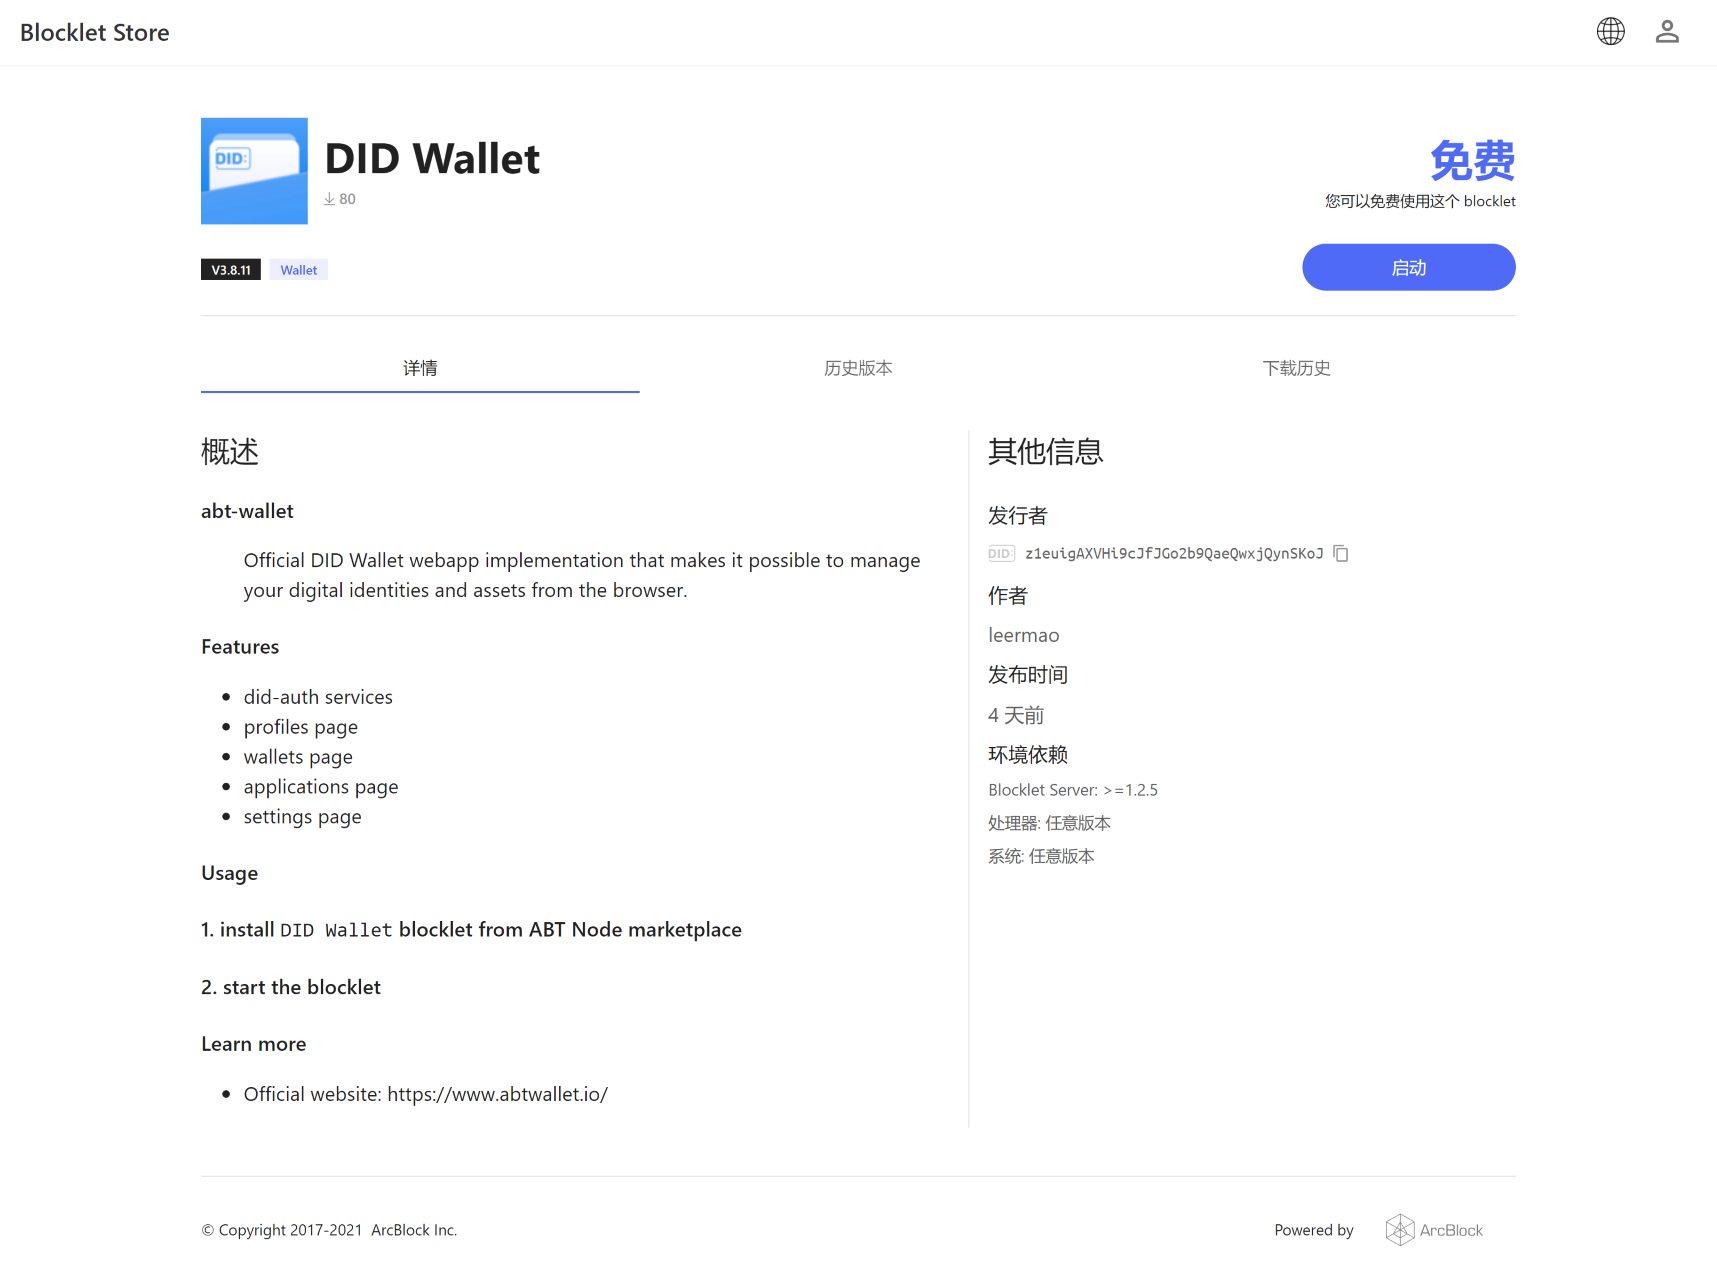 Blocklet Store
DID:
DID Wallet
80
免费
您可以免费使用这个 blocklet
V3.8.11
Wallet
启动
详情
历史版本
下载历史
概述
abt-wallet
Official DID Wallet webapp implementation that makes it possible to manage
your digital identities and assets from the browser.
Features
did-auth services
profiles page
wallets page
applications page
settings page
Usage
1. install DID Wallet blocklet from ABT Node marketplace
2. start the blocklet
Learn more
Official website: https://www.abtwallet.io/
其他信息
发行者
DID: z1euigAXVHi9cJfJGo2b9QaeQwxjQynSKoJ
作者
leermao
发布时间
4 天前
环境依赖
Blocklet Server: >=1.2.5
处理器: 任意版本
系统: 任意版本
© Copyright 2017-2021 ArcBlock Inc.
Powered by
ArcBlock